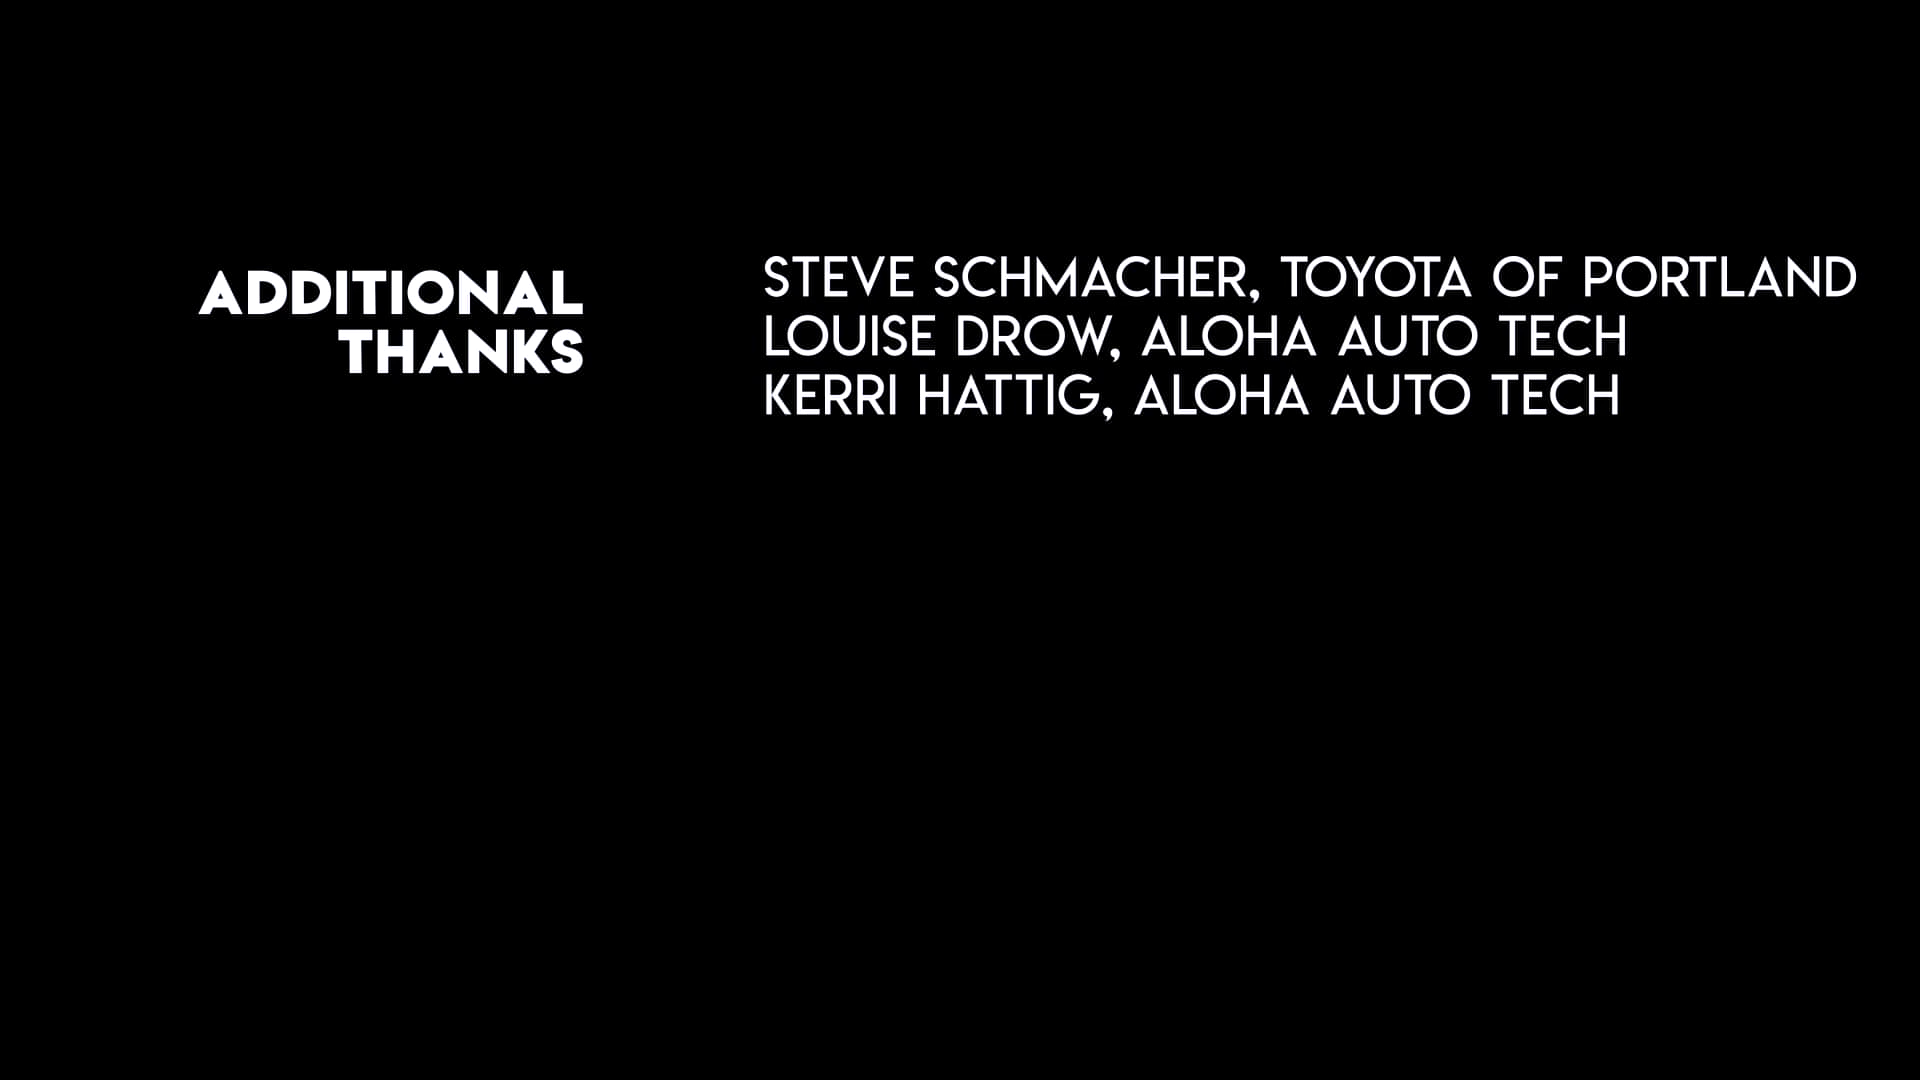 ADDITIONAL
THANKS
STEVE SCHMACHER, TOYOTA OF PORTLAND
LOUISE DROW, ALOHA AUTO TECH
KERRI HATTIG, ALOHA AUTO TECH